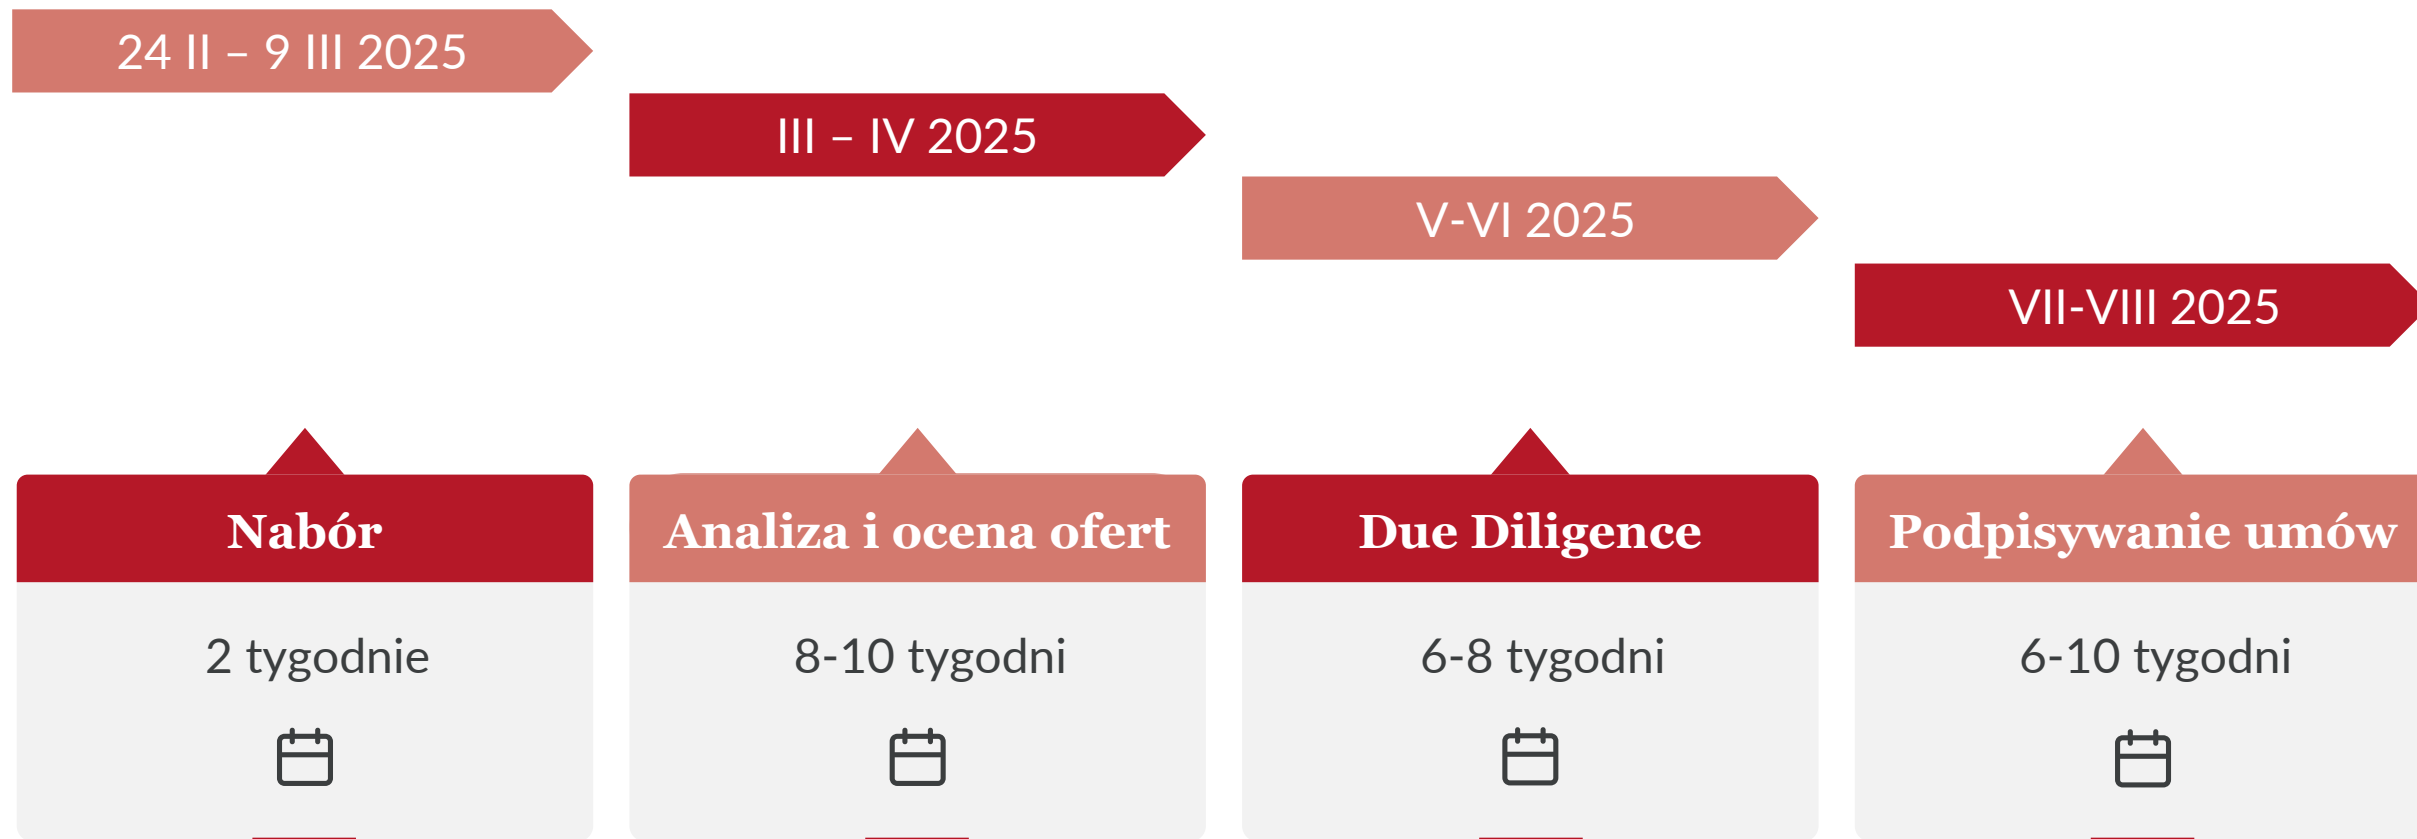 24 II – 9 III 2025
III – IV 2025
V-VI 2025
VII-VIII 2025
Nabór
Analiza i ocena ofert
Due Diligence
Podpisywanie umów
2 tygodnie
8-10 tygodni
6-8 tygodni
6-10 tygodni